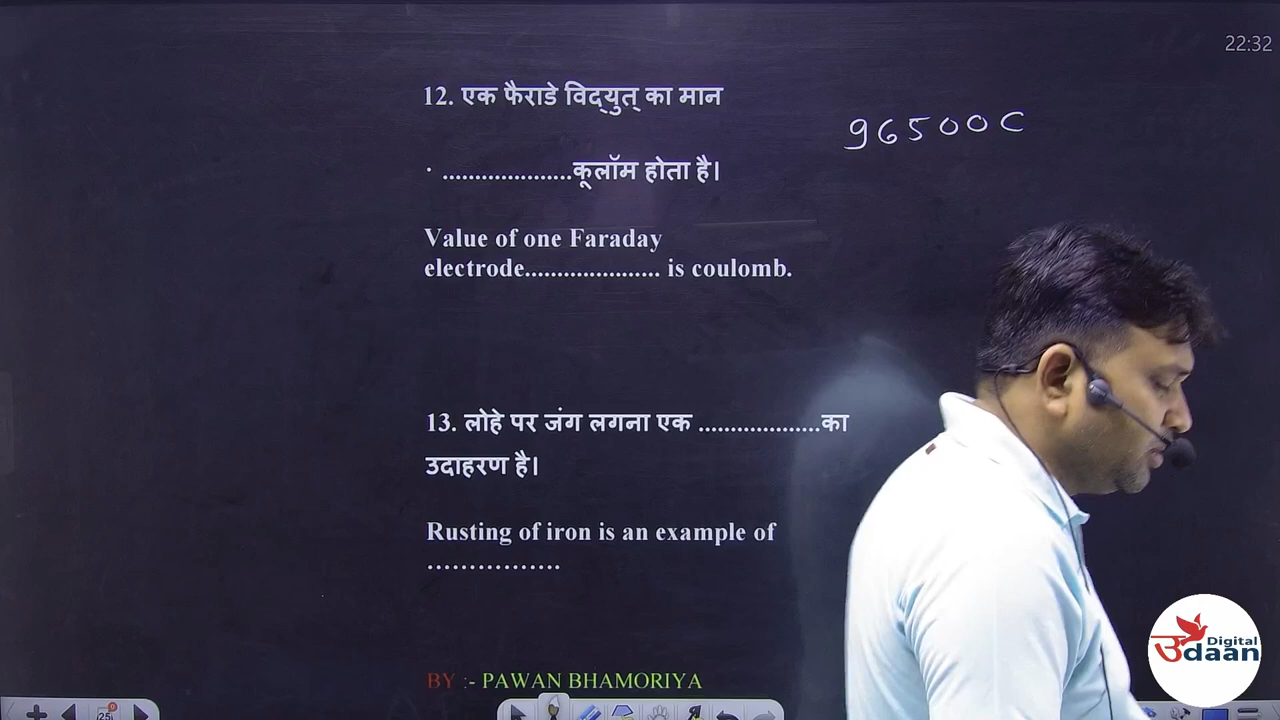 22:32
12. एक फैराडे विद्युत् का मान
96500C
· ....................कूलॉम होता है।
Value of one Faraday
electrode..................... is coulomb.
13. लोहे पर जंग लगना एक ...................का
उदाहरण है।
Rusting of iron is an example of
................
BY :- PAWAN BHAMORIYA
25
Digital
उdaan